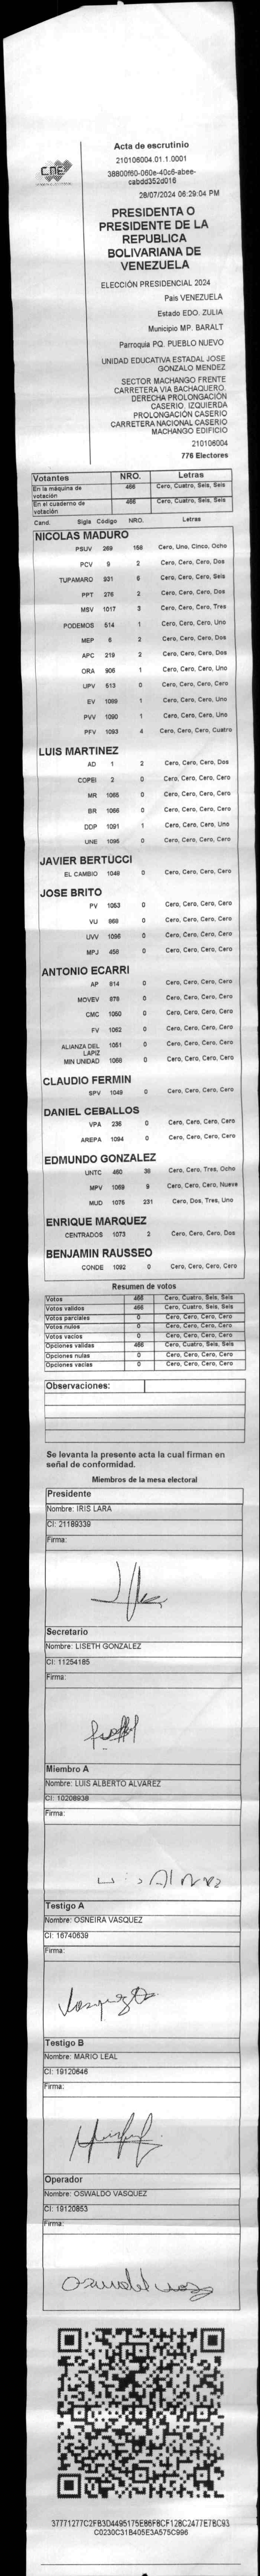 CNE
Acta de escrutinio
210106004.01.1.0001
cabdd352d016
28/07/2024 06:29:04 PM
PRESIDENTA O
PRESIDENTE DE LA
REPUBLICA
BOLIVARIANA DE
VENEZUELA
ELECCIÓN PRESIDENCIAL 2024
Pais VENEZUELA
Estado EDO. ZULIA
Municipio MP. BARALT
Parroquia PQ. PUEBLO NUEVO
UNIDAD EDUCATIVA ESTADAL JOSE
GONZALO MENDEZ
SECTOR MACHANGO FRENTE
CARRETERA VIA BACHAQUERO.
DERECHA PROLONGACIÓN
CASERIO. IZQUIERDA
PROLONGACIÓN CASERIO
CARRETERA NACIONAL CASERIO
MACHANGO EDIFICIO
210106004
776 Electores
Votantes NRO. Letras
En la máquina de votación 466 Cero, Cuatro, Seis, Seis
En el cuaderno de votación 466 Cero, Cuatro, Seis, Seis
Cand. Sigla Código NRO. Letras
NICOLAS MADURO
PSUV 269 158 Cero, Uno, Cinco, Ocho
PCV 9 2 Cero, Cero, Cero, Dos
TUPAMARO 931 6 Cero, Cero, Cero, Seis
PPT 276 2 Cero, Cero, Cero, Dos
MSV 1017 3 Cero, Cero, Cero, Tres
PODEMOS 514 1 Cero, Cero, Cero, Uno
MEP 6 2 Cero, Cero, Cero, Dos
APC 219 2 Cero, Cero, Cero, Dos
ORA 906 1 Cero, Cero, Cero, Uno
UPV 613 0 Cero, Cero, Cero, Cero
EV 1089 1 Cero, Cero, Cero, Uno
PVV 1090 1 Cero, Cero, Cero, Uno
PFV 1093 4 Cero, Cero, Cero, Cuatro
LUIS MARTINEZ
AD 1 2 Cero, Cero, Cero, Dos
COPEI 2 0 Cero, Cero, Cero, Cero
MR 1065 0 Cero, Cero, Cero, Cero
BR 1066 0 Cero, Cero, Cero, Cero
DDP 1091 1 Cero, Cero, Cero, Uno
UNE 1095 0 Cero, Cero, Cero, Cero
JAVIER BERTUCCI
EL CAMBIO 1048 0 Cero, Cero, Cero, Cero
JOSE BRITO
PV 1053 0 Cero, Cero, Cero, Cero
VU 968 0 Cero, Cero, Cero, Cero
UVV 1096 0 Cero, Cero, Cero, Cero
MPJ 458 0 Cero, Cero, Cero, Cero
ANTONIO ECARRI
AP 814 0 Cero, Cero, Cero, Cero
MOVEV 879 0 Cero, Cero, Cero, Cero
CMC 1050 0 Cero, Cero, Cero, Cero
FV 1082 0 Cero, Cero, Cero, Cero
ALIANZA DEL LAPIZ 1051 0 Cero, Cero, Cero, Cero
MIN UNIDAD 1068 0 Cero, Cero, Cero, Cero
CLAUDIO FERMIN
SPV 1049 0 Cero, Cero, Cero, Cero
DANIEL CEBALLOS
VPA 236 0 Cero, Cero, Cero, Cero
AREPA 1094 0 Cero, Cero, Cero, Cero
EDMUNDO GONZALEZ
UNTC 460 38 Cero, Cero, Tres, Ocho
MPV 1069 9 Cero, Cero, Cero, Nueve
MUD 1076 231 Cero, Dos, Tres, Uno
ENRIQUE MARQUEZ
CENTRADOS 1073 2 Cero, Cero, Cero, Dos
BENJAMIN RAUSSEO
CONDE 1092 0 Cero, Cero, Cero, Cero
Resumen de votos
Votos 466 Cero, Cuatro, Seis, Seis
Votos validos 466 Cero, Cuatro, Seis, Seis
Votos parciales 0 Cero, Cero, Cero, Cero
Votos nulos 0 Cero, Cero, Cero, Cero
Votos vacios 0 Cero, Cero, Cero, Cero
Opciones validas 466 Cero, Cuatro, Seis, Seis
Opciones nulas 0 Cero, Cero, Cero, Cero
Opciones vacias 0 Cero, Cero, Cero, Cero
Observaciones:
Se levanta la presente acta la cual firman en
señal de conformidad.
Miembros de la mesa electoral
Presidente
Nombre: IRIS LARA
CI: 21189339
Firma:
Secretario
Nombre: LISETH GONZALEZ
CI: 11254185
Firma:
Miembro A
Nombre: LUIS ALBERTO ALVAREZ
CI: 10208938
Firma:
Testigo A
Nombre: OSNEIRA VASQUEZ
CI: 16740639
Firma:
Testigo B
Nombre: MARIO LEAL
CI: 19120646
Firma:
Operador
Nombre: OSWALDO VASQUEZ
CI: 19120853
Firma:
37771277C2FB3D4495175E86F8CF128C2477E7BC93
C0230C31B405E3A575C996